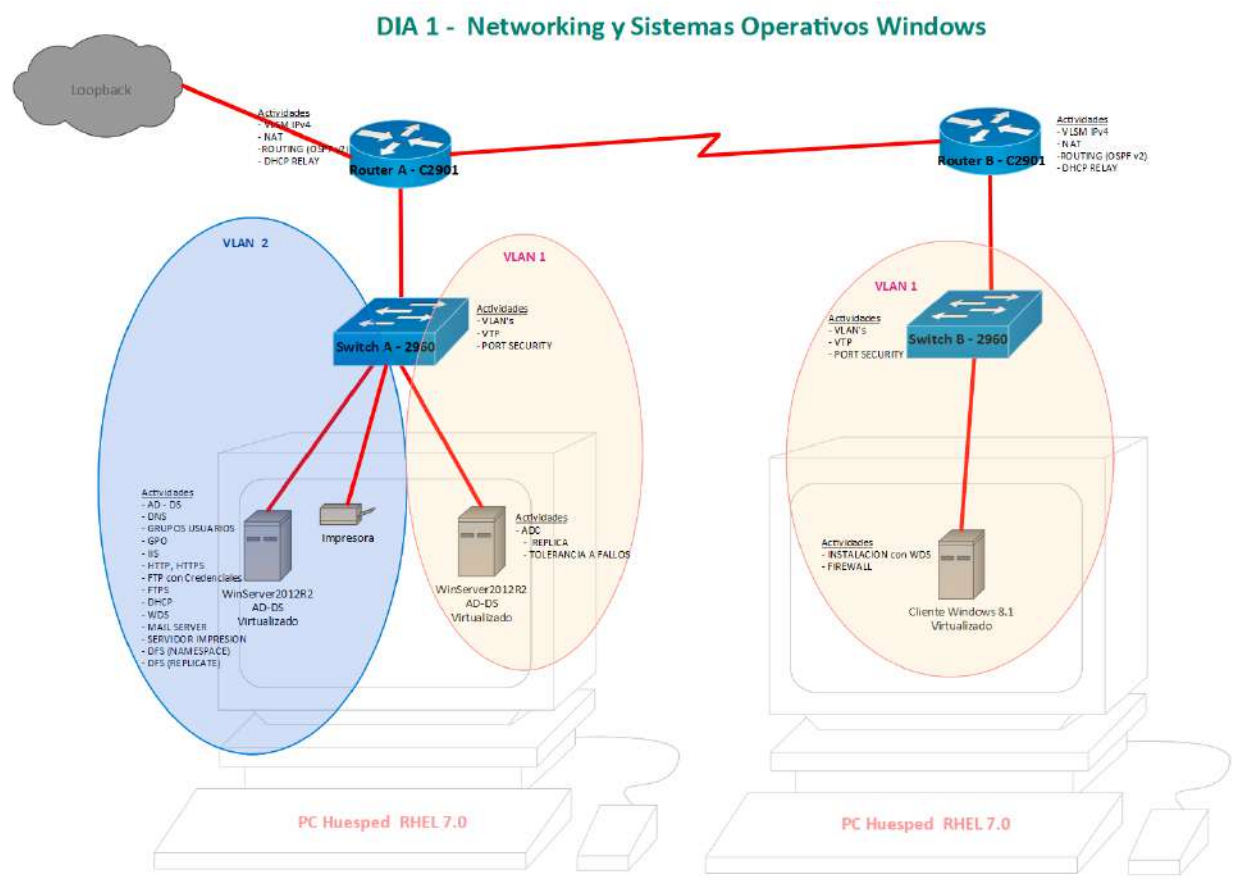 DIA 1 - Networking y Sistemas Operativos Windows
Loopback
Actividades
- VLSM IPv4
- NAT
-ROUTING (OSPF v2)
- DHCP RELAY
Router A - C2901
Router B - C2901
Actividades
- VLSM IPv4
- NAT
-ROUTING (OSPF v2)
- DHCP RELAY
VLAN 2
VLAN 1
Switch A - 2960
Actividades
- VLAN's
- VTP
- PORT SECURITY
VLAN 1
Actividades
- VLAN's
- VTP
- PORT SECURITY
Switch B - 2960
Actividades
- AD - DS
- DNS
- GRUPOS USUARIOS
- GPO
- IIS
- HTTP, HTTPS
- FTP con Credenciales
- FTPS
- DHCP
- WDS
- MAIL SERVER
- SERVIDOR IMPRESION
- DFS (NAMESPACE)
- DFS (REPLICATE)
WinServer2012R2
AD-DS
Virtualizado
Impresora
Actividades
- ADC
- REPLICA
- TOLERANCIA A FALLOS
WinServer2012R2
AD-DS
Virtualizado
Actividades
- INSTALACION con WDS
- FIREWALL
Cliente Windows 8.1
Virtualizado
PC Huesped RHEL 7.0
PC Huesped RHEL 7.0